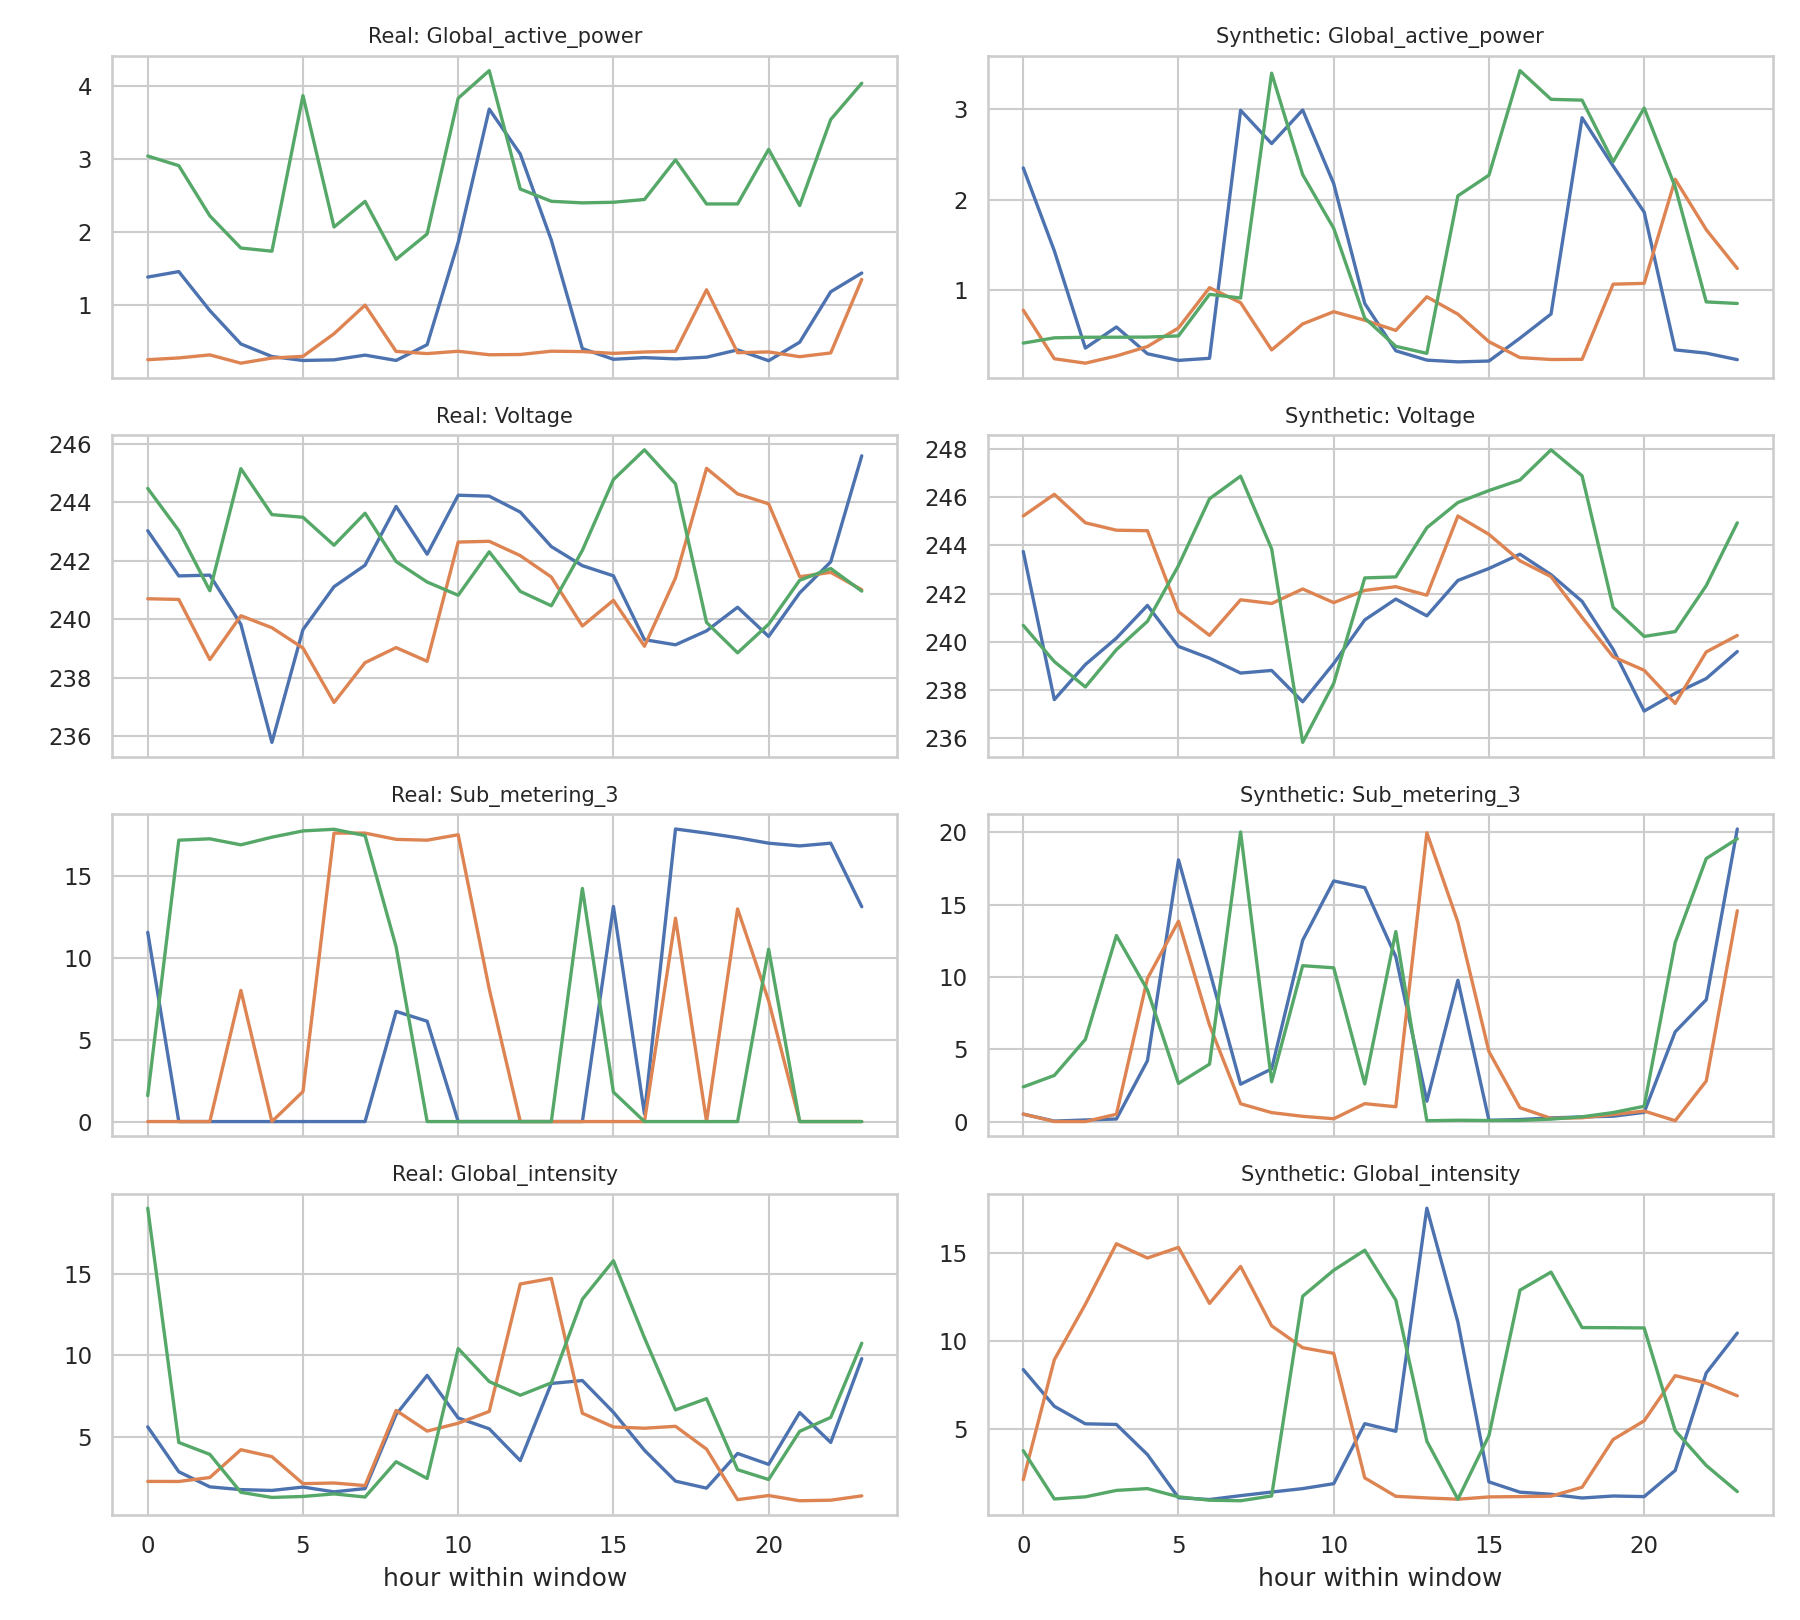 Real: Global_active_power
Synthetic: Global_active_power
4
3
2
1
3
2
1
Real: Voltage
Synthetic: Voltage
246
244
242
240
238
236
248
246
244
242
240
238
236
Real: Sub_metering_3
Synthetic: Sub_metering_3
15
10
5
0
20
15
10
5
0
Real: Global_intensity
Synthetic: Global_intensity
15
10
5
15
10
5
0 5 10 15 20
0 5 10 15 20
hour within window
hour within window